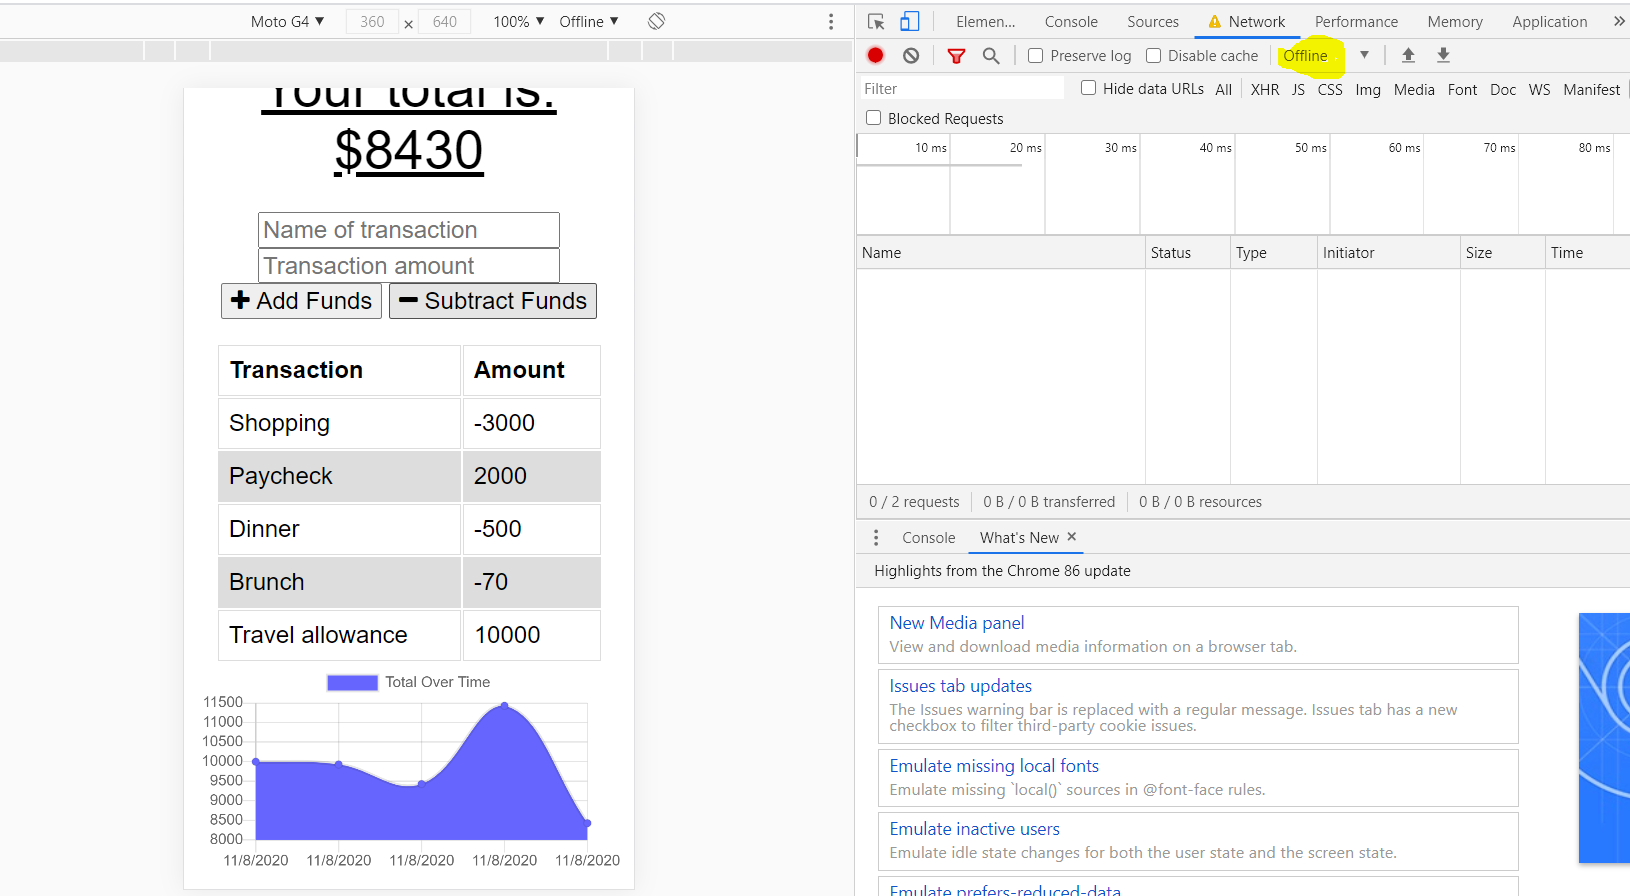 Moto G4 ▼ 360 × 640 100% ▼ Offline ▼
Your total is:
$8430
Name of transaction
Transaction amount
+ Add Funds − Subtract Funds
Transaction Amount
Shopping -3000
Paycheck 2000
Dinner -500
Brunch -70
Travel allowance 10000
Total Over Time
11500
11000
10500
10000
9500
9000
8500
8000
11/8/2020 11/8/2020 11/8/2020 11/8/2020 11/8/2020
Elemen... Console Sources Network Performance Memory Application »
Preserve log Disable cache Offline ▼
Filter Hide data URLs All XHR JS CSS Img Media Font Doc WS Manifest
Blocked Requests
10 ms 20 ms 30 ms 40 ms 50 ms 60 ms 70 ms 80 ms
Name Status Type Initiator Size Time
0 / 2 requests 0 B / 0 B transferred 0 B / 0 B resources
Console What's New ×
Highlights from the Chrome 86 update
New Media panel
View and download media information on a browser tab.
Issues tab updates
The Issues warning bar is replaced with a regular message. Issues tab has a new
checkbox to filter third-party cookie issues.
Emulate missing local fonts
Emulate missing `local()` sources in @font-face rules.
Emulate inactive users
Emulate idle state changes for both the user state and the screen state.
Emulate prefers-reduced-data